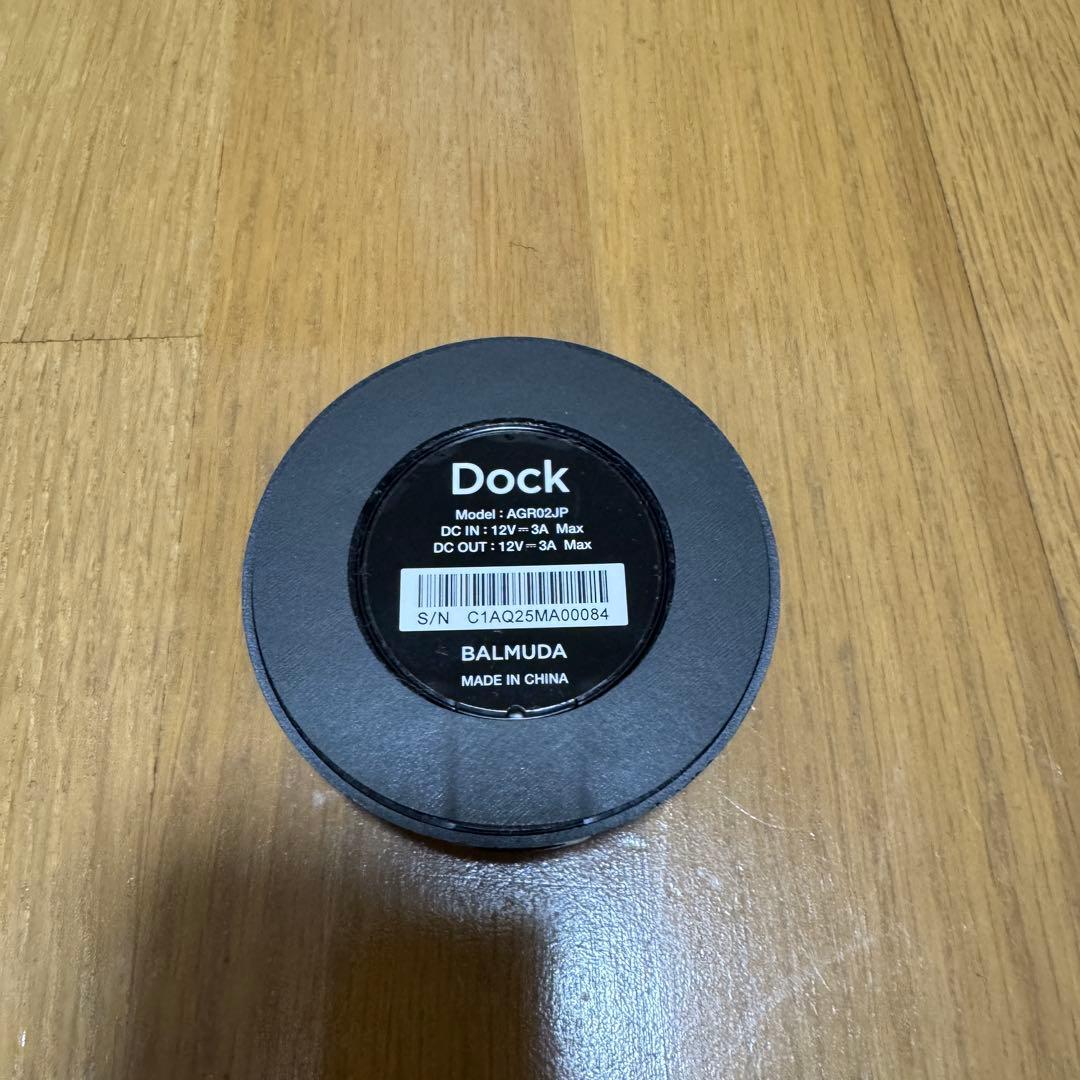 Dock
Model : AGR02JP
DC IN : 12V⎓3A Max
DC OUT : 12V⎓3A Max
S/N C1AQ25MA00084
BALMUDA
MADE IN CHINA